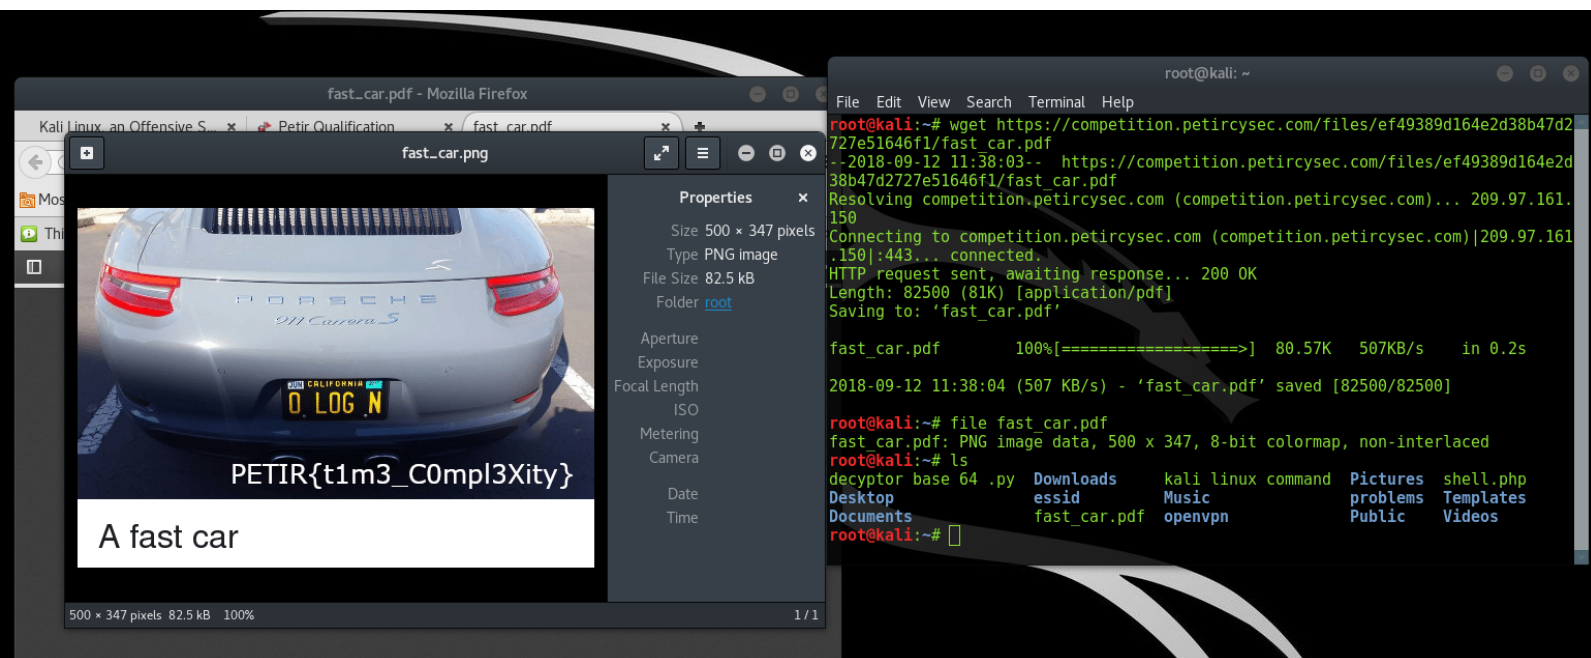 fast_car.pdf - Mozilla Firefox
Kali Linux, an Offensive S... × Petir Qualification × fast_car.pdf × +
Mos
Thi
fast_car.png
Properties ×
Size 500 × 347 pixels
Type PNG image
File Size 82.5 kB
Folder root
Aperture
Exposure
Focal Length
ISO
Metering
Camera
Date
Time
PORSCHE
911 Carrera S
JUN CALIFORNIA
O LOG N
PETIR{t1m3_C0mpl3Xity}
A fast car
500 × 347 pixels 82.5 kB 100%
1 / 1
root@kali: ~
File Edit View Search Terminal Help
root@kali:~# wget https://competition.petircysec.com/files/ef49389d164e2d38b47d2
727e51646f1/fast_car.pdf
--2018-09-12 11:38:03-- https://competition.petircysec.com/files/ef49389d164e2d
38b47d2727e51646f1/fast_car.pdf
Resolving competition.petircysec.com (competition.petircysec.com)... 209.97.161.
150
Connecting to competition.petircysec.com (competition.petircysec.com)|209.97.161
.150|:443... connected.
HTTP request sent, awaiting response... 200 OK
Length: 82500 (81K) [application/pdf]
Saving to: ‘fast_car.pdf’
fast_car.pdf 100%[===================>] 80.57K 507KB/s in 0.2s
2018-09-12 11:38:04 (507 KB/s) - ‘fast_car.pdf’ saved [82500/82500]
root@kali:~# file fast_car.pdf
fast_car.pdf: PNG image data, 500 x 347, 8-bit colormap, non-interlaced
root@kali:~# ls
decyptor base 64 .py Downloads kali linux command Pictures shell.php
Desktop essid Music problems Templates
Documents fast_car.pdf openvpn Public Videos
root@kali:~#